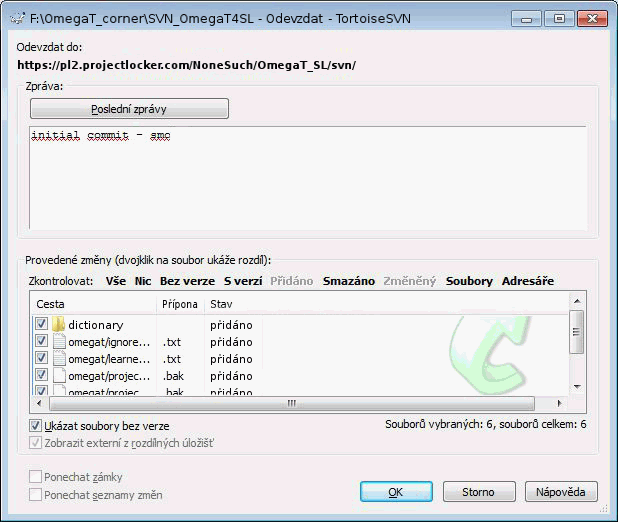 F:\OmegaT_corner\SVN_OmegaT4SL - Odevzdat - TortoiseSVN
Odevzdat do:
https://pl2.projectlocker.com/NoneSuch/OmegaT_SL/svn/
Zpráva:
Poslední zprávy
initial commit - smc
Provedené změny (dvojklik na soubor ukáže rozdíl):
Zkontrolovat: Vše Nic Bez verze S verzí Přidáno Smazáno Změněný Soubory Adresáře
Cesta Přípona Stav
dictionary přidáno
omegat/ignore... .txt přidáno
omegat/learne... .txt přidáno
omegat/projec... .bak přidáno
omegat/projec... .bak přidáno
Ukázat soubory bez verze Souborů vybraných: 6, souborů celkem: 6
Zobrazit externí z rozdílných úložišť
Ponechat zámky
Ponechat seznamy změn
OK Storno Nápověda